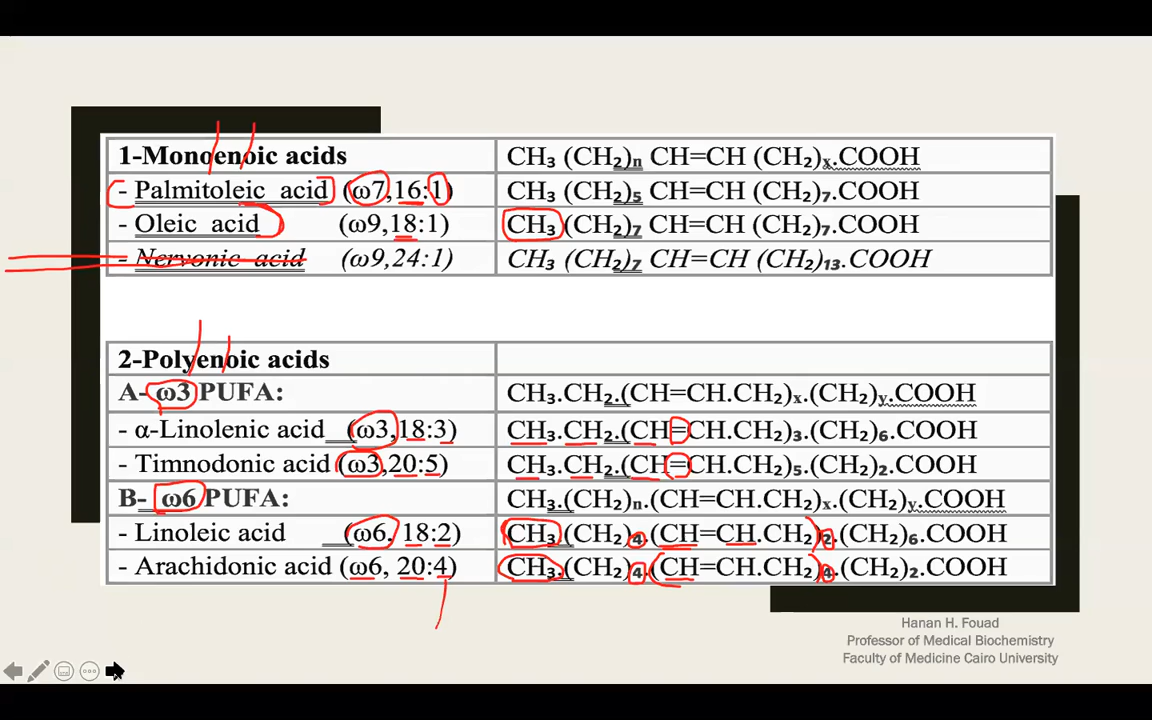 1-Monoenoic acids CH₃ (CH₂)ₙ CH=CH (CH₂)ₓ.COOH
- Palmitoleic acid (ω7,16:1) CH₃ (CH₂)₅ CH=CH (CH₂)₇.COOH
- Oleic acid (ω9,18:1) CH₃ (CH₂)₇ CH=CH (CH₂)₇.COOH
- Nervonic acid (ω9,24:1) CH₃ (CH₂)₇ CH=CH (CH₂)₁₃.COOH
2-Polyenoic acids
A- ω3 PUFA: CH₃.CH₂.(CH=CH.CH₂)ₓ.(CH₂)y.COOH
- α-Linolenic acid (ω3,18:3) CH₃.CH₂.(CH=CH.CH₂)₃.(CH₂)₆.COOH
- Timnodonic acid (ω3,20:5) CH₃.CH₂.(CH=CH.CH₂)₅.(CH₂)₂.COOH
B- ω6 PUFA: CH₃.(CH₂)ₙ.(CH=CH.CH₂)ₓ.(CH₂)y.COOH
- Linoleic acid (ω6, 18:2) CH₃.(CH₂)₄.(CH=CH.CH₂)₂.(CH₂)₆.COOH
- Arachidonic acid (ω6, 20:4) CH₃.(CH₂)₄.(CH=CH.CH₂)₄.(CH₂)₂.COOH
Hanan H. Fouad
Professor of Medical Biochemistry
Faculty of Medicine Cairo University